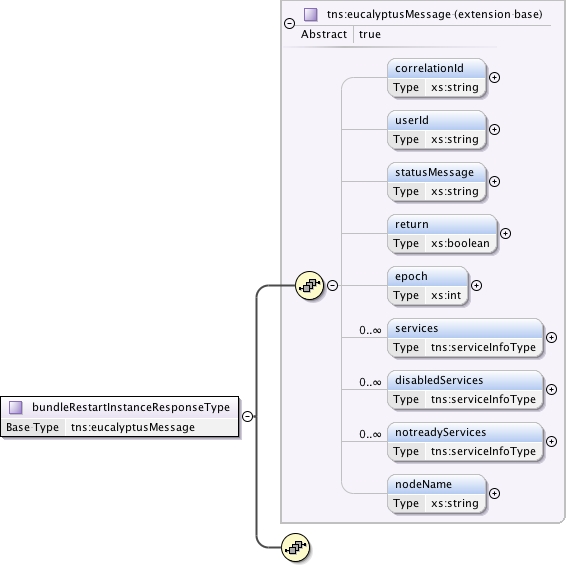 tns:eucalyptusMessage (extension base)
Abstract true
correlationId
Type xs:string
userId
Type xs:string
statusMessage
Type xs:string
return
Type xs:boolean
epoch
Type xs:int
0..∞ services
Type tns:serviceInfoType
0..∞ disabledServices
Type tns:serviceInfoType
0..∞ notreadyServices
Type tns:serviceInfoType
nodeName
Type xs:string
bundleRestartInstanceResponseType
Base Type tns:eucalyptusMessage